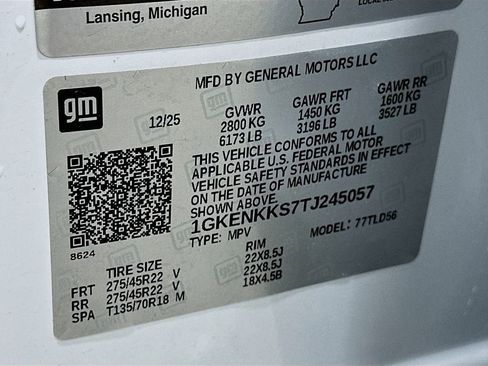 Lansing, Michigan
gm
MFD BY GENERAL MOTORS LLC
12/25 GVWR GAWR FRT GAWR RR
2800 KG 1450 KG 1600 KG
6173 LB 3196 LB 3527 LB
THIS VEHICLE CONFORMS TO ALL
APPLICABLE U.S. FEDERAL MOTOR
VEHICLE SAFETY STANDARDS IN EFFECT
ON THE DATE OF MANUFACTURE
SHOWN ABOVE.
1GKENKKS7TJ245057
8624
TYPE: MPV MODEL: 77TLD56
TIRE SIZE RIM
FRT 275/45R22 V 22X8.5J
RR 275/45R22 V 22X8.5J
SPA T135/70R18 M 18X4.5B